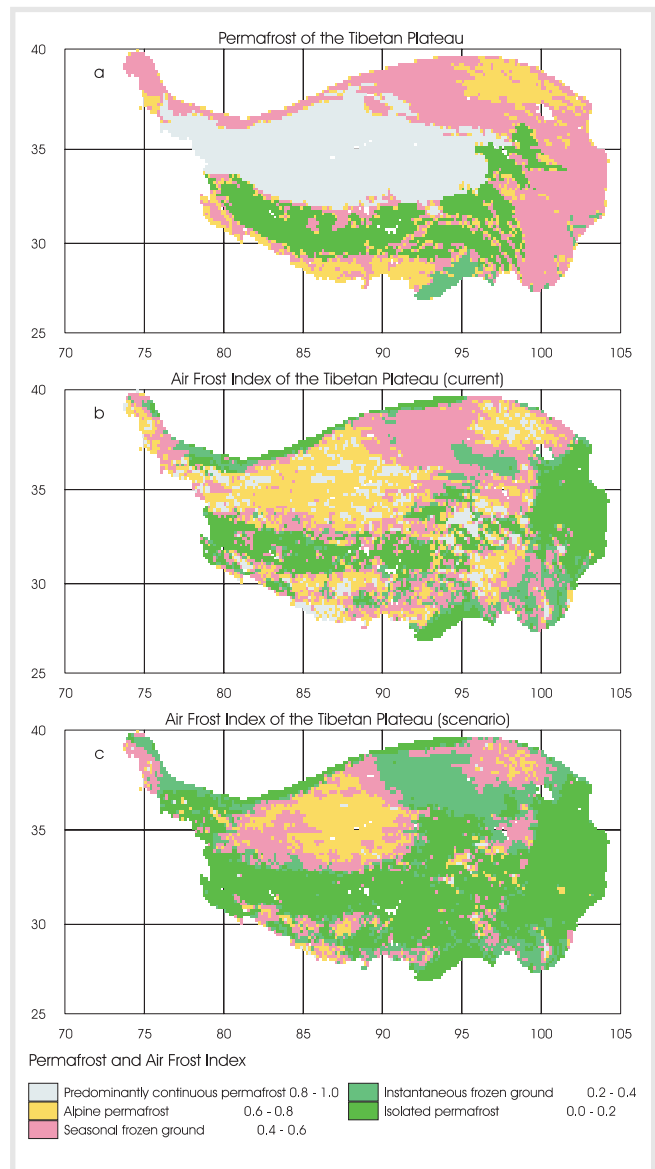 Permafrost of the Tibetan Plateau
40
a
35
30
25
70 75 80 85 90 95 100 105
Air Frost Index of the Tibetan Plateau (current)
40
b
35
30
25
70 75 80 85 90 95 100 105
Air Frost Index of the Tibetan Plateau (scenario)
40
c
35
30
25
70 75 80 85 90 95 100 105
Permafrost and Air Frost Index
Predominantly continuous permafrost 0.8 - 1.0
Alpine permafrost 0.6 - 0.8
Seasonal frozen ground 0.4 - 0.6
Instantaneous frozen ground 0.2 - 0.4
Isolated permafrost 0.0 - 0.2